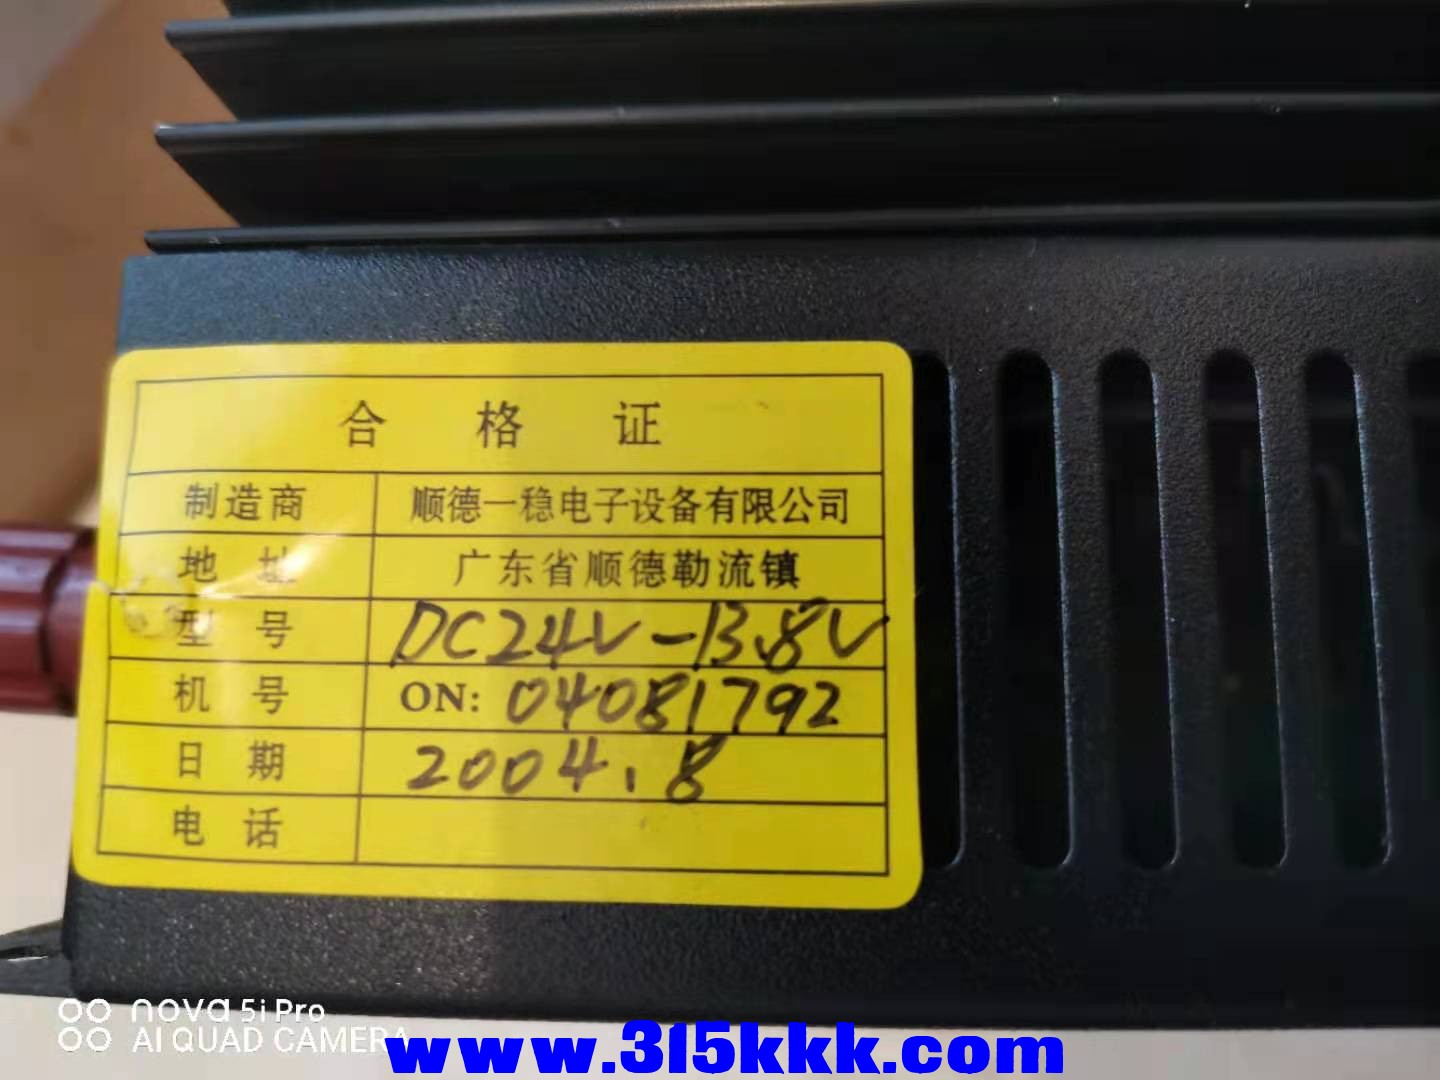 合 格 证
制造商 顺德一稳电子设备有限公司
地 址 广东省顺德勒流镇
型 号 DC24V-13.8V
机 号 ON: 04081792
日 期 2004.8
电 话
nova 5i Pro
AI QUAD CAMERA
www.315kkk.com